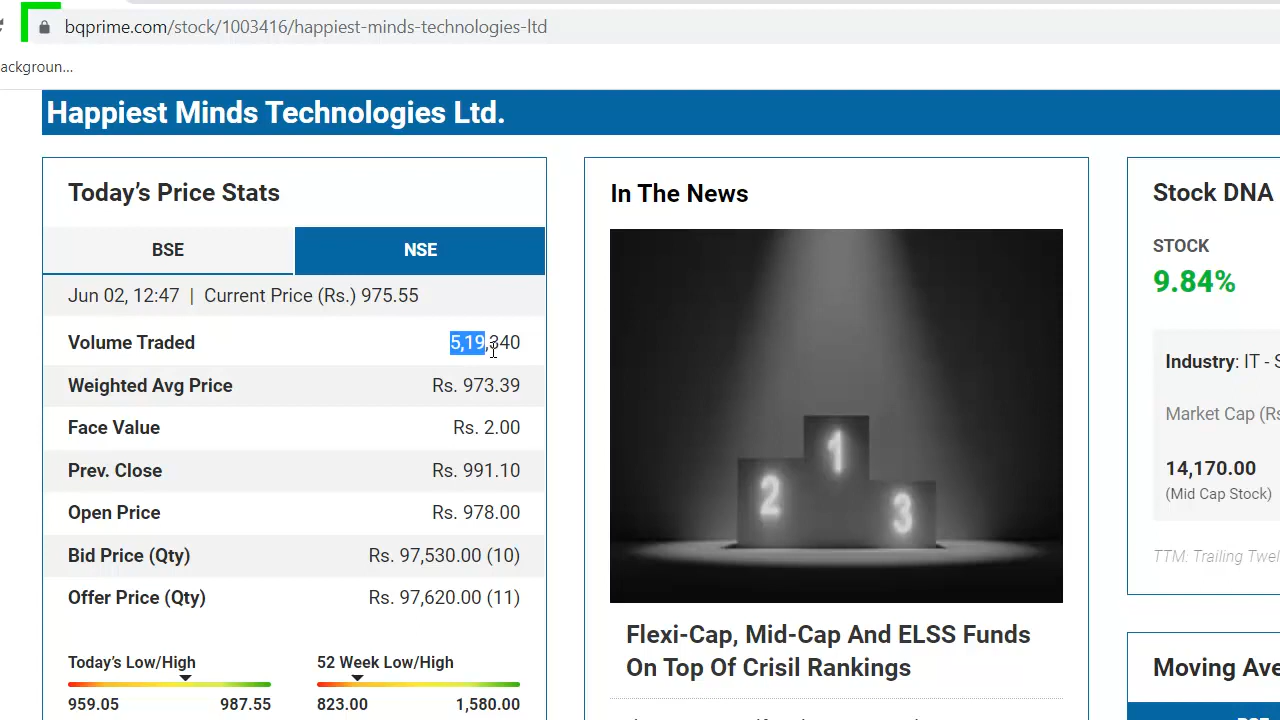 bqprime.com/stock/1003416/happiest-minds-technologies-ltd
ackgroun...
Happiest Minds Technologies Ltd.
Today’s Price Stats
BSE
NSE
Jun 02, 12:47 | Current Price (Rs.) 975.55
Volume Traded 5,19,340
Weighted Avg Price Rs. 973.39
Face Value Rs. 2.00
Prev. Close Rs. 991.10
Open Price Rs. 978.00
Bid Price (Qty) Rs. 97,530.00 (10)
Offer Price (Qty) Rs. 97,620.00 (11)
Today’s Low/High
959.05 987.55
52 Week Low/High
823.00 1,580.00
In The News
2 1 3
Flexi-Cap, Mid-Cap And ELSS Funds
On Top Of Crisil Rankings
Stock DNA
STOCK
9.84%
Industry: IT - S
Market Cap (Rs
14,170.00
(Mid Cap Stock)
TTM: Trailing Twel
Moving Ave